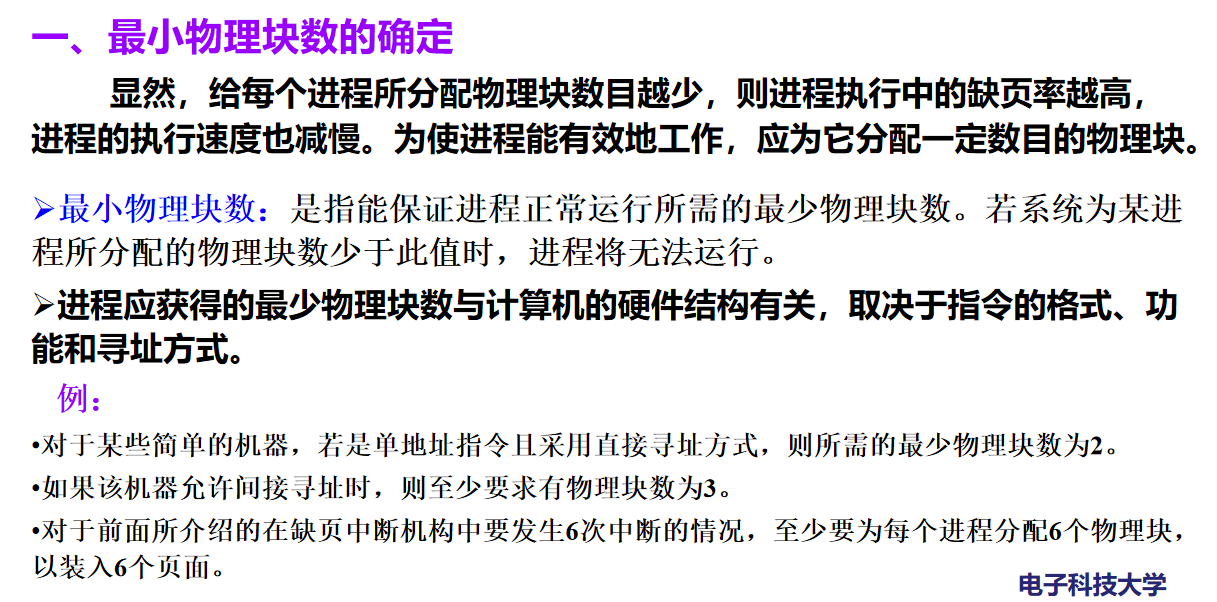 一、最小物理块数的确定
显然，给每个进程所分配物理块数目越少，则进程执行中的缺页率越高，
进程的执行速度也减慢。为使进程能有效地工作，应为它分配一定数目的物理块。
➢最小物理块数：是指能保证进程正常运行所需的最少物理块数。若系统为某进
程所分配的物理块数少于此值时，进程将无法运行。
➢进程应获得的最少物理块数与计算机的硬件结构有关，取决于指令的格式、功
能和寻址方式。
例：
•对于某些简单的机器，若是单地址指令且采用直接寻址方式，则所需的最少物理块数为2。
•如果该机器允许间接寻址时，则至少要求有物理块数为3。
•对于前面所介绍的在缺页中断机构中要发生6次中断的情况，至少要为每个进程分配6个物理块，
以装入6个页面。
电子科技大学